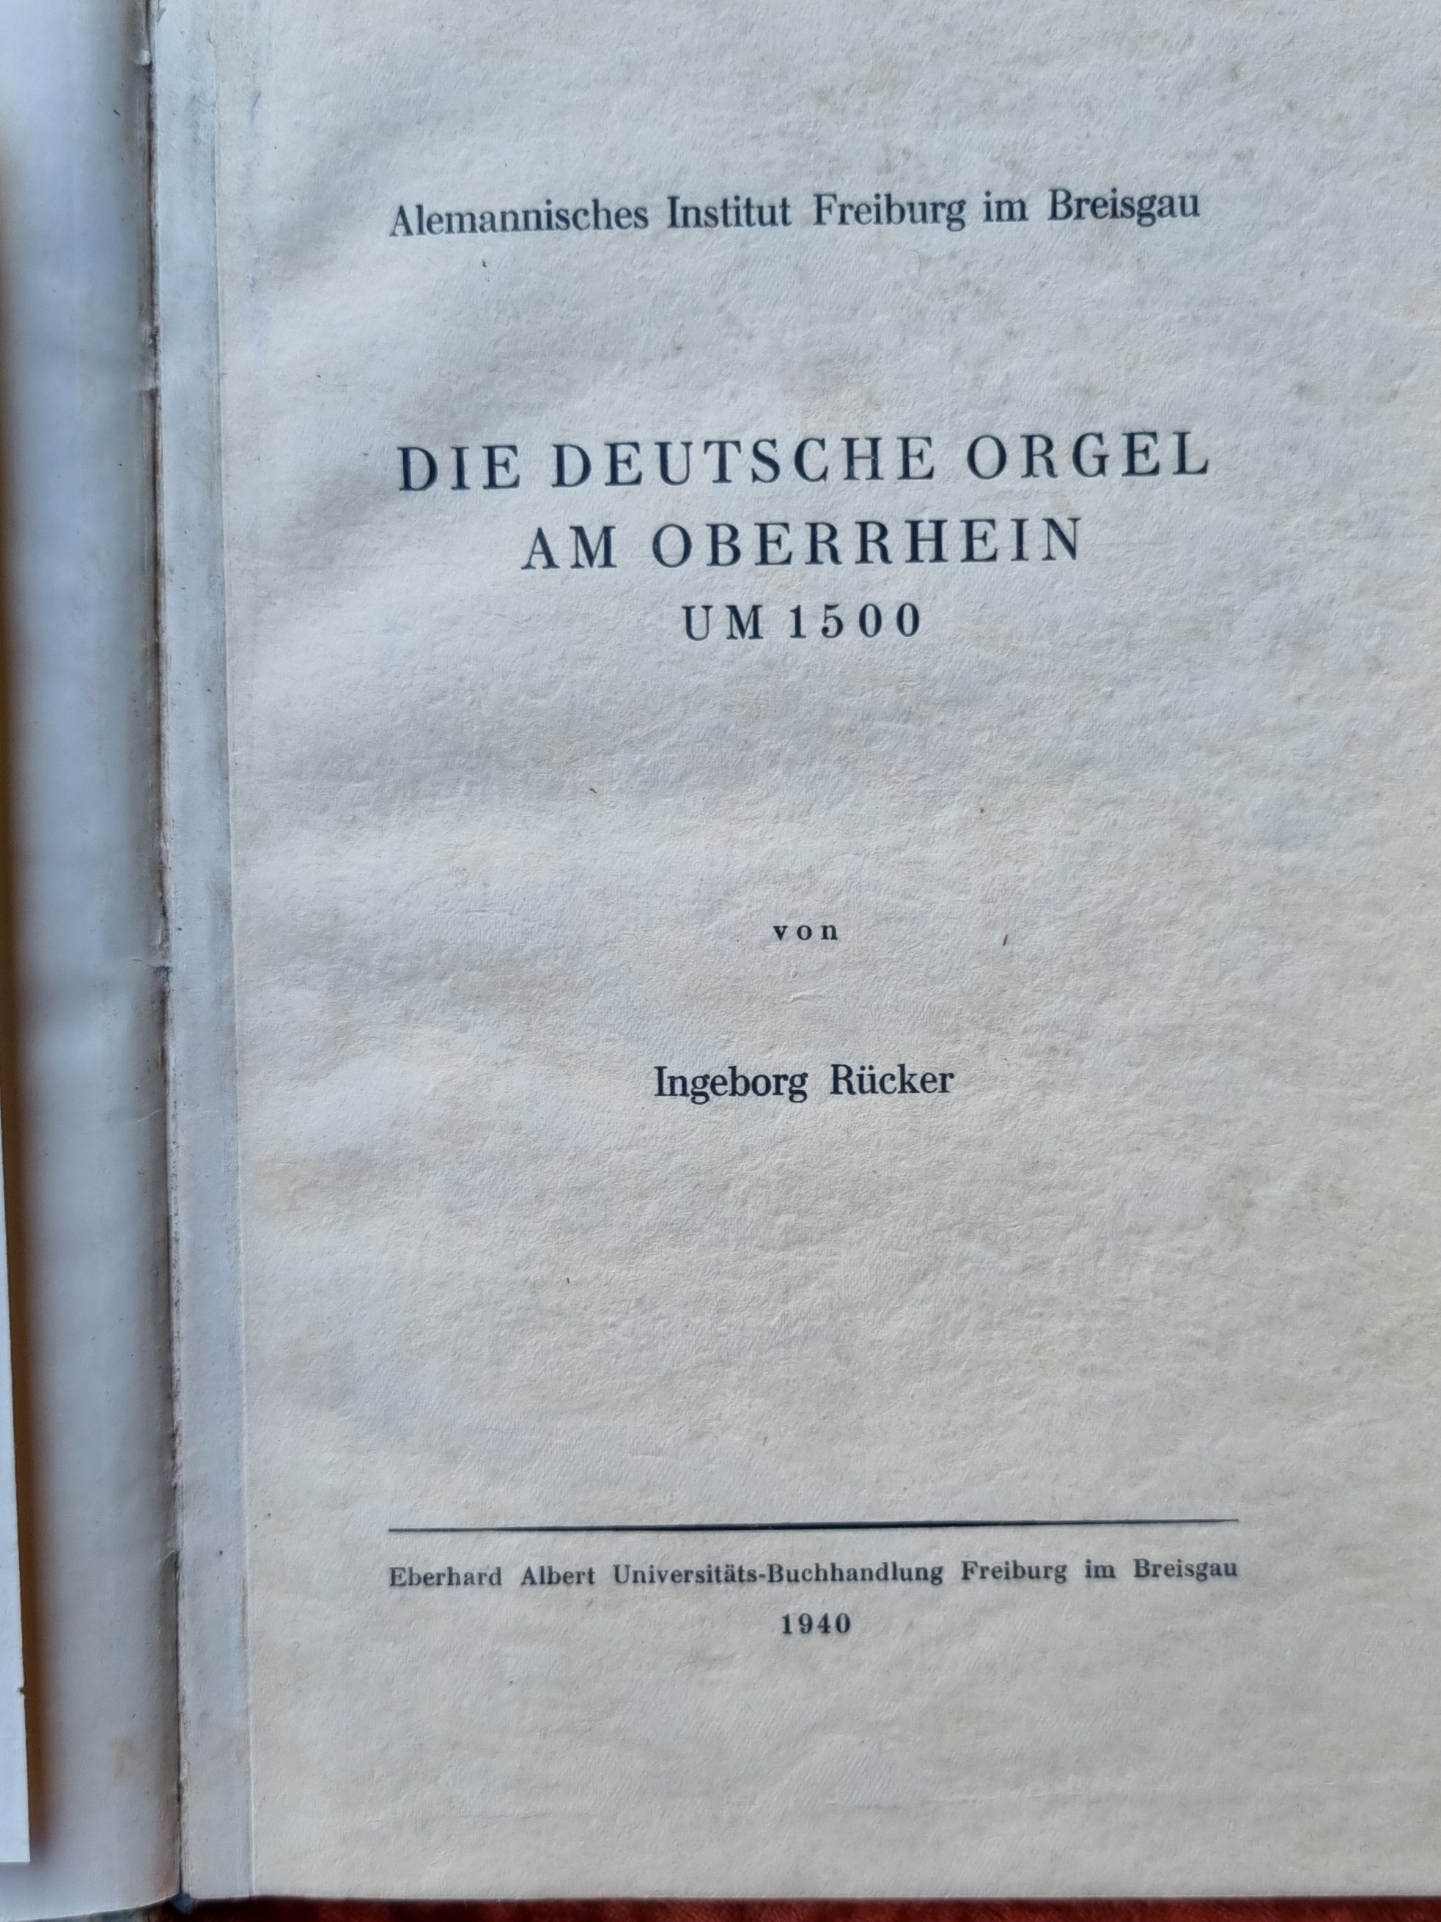 Alemannisches Institut Freiburg im Breisgau
DIE DEUTSCHE ORGEL
AM OBERRHEIN
UM 1500
von
Ingeborg Rücker
Eberhard Albert Universitäts-Buchhandlung Freiburg im Breisgau
1940